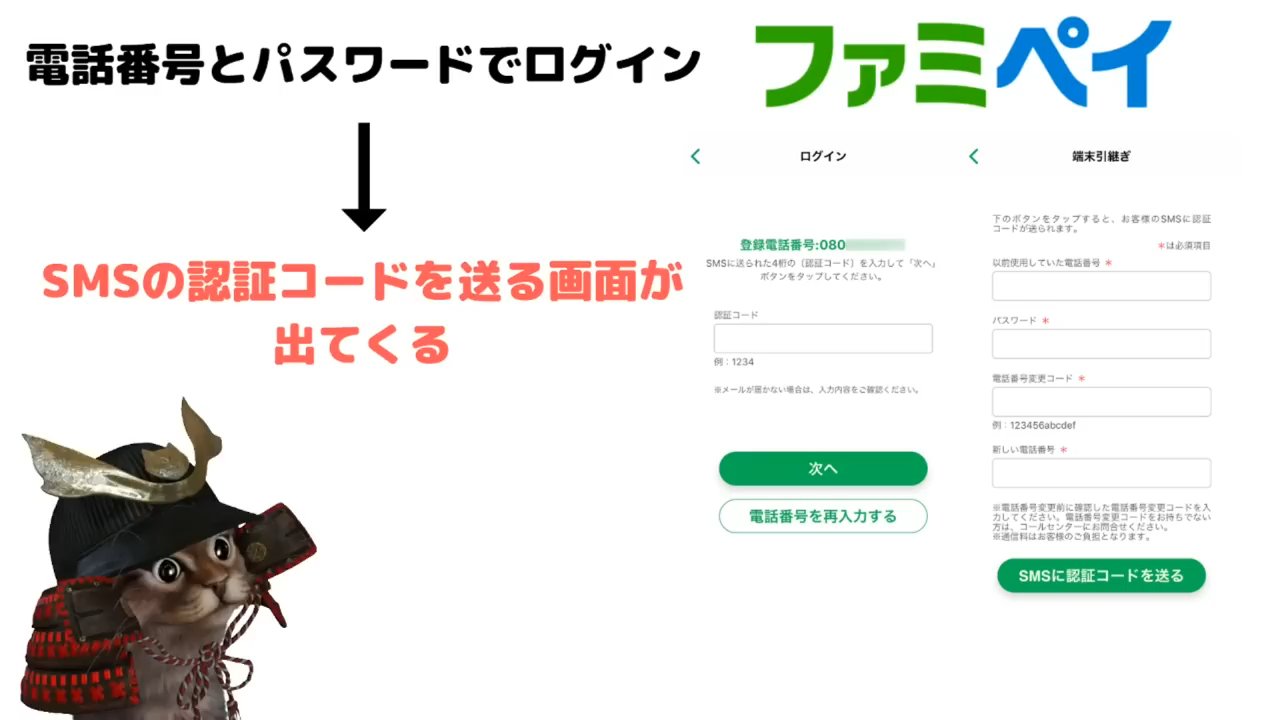 電話番号とパスワードでログイン
SMSの認証コードを送る画面が
出てくる
ファミペイ
ログイン
登録電話番号:080
SMSに送られた4桁の〔認証コード〕を入力して「次へ」
ボタンをタップしてください。
認証コード
例：1234
※メールが届かない場合は、入力内容をご確認ください。
次へ
電話番号を再入力する
端末引継ぎ
下のボタンをタップすると、お客様のSMSに認証
コードが送られます。
*は必須項目
以前使用していた電話番号 *
パスワード *
電話番号変更コード *
例：123456abcdef
新しい電話番号 *
※電話番号変更前に確認した電話番号変更コードを入
力してください。電話番号変更コードをお持ちでない
方は、コールセンターにお問合せください。
※通信料はお客様のご負担となります。
SMSに認証コードを送る